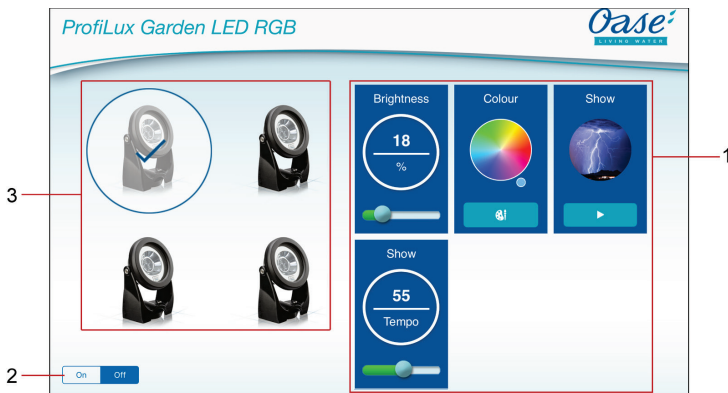 ProfiLux Garden LED RGB
Oase
LIVING WATER
Brightness
18
%
Colour
Show
1
3
Show
55
Tempo
2
On Off